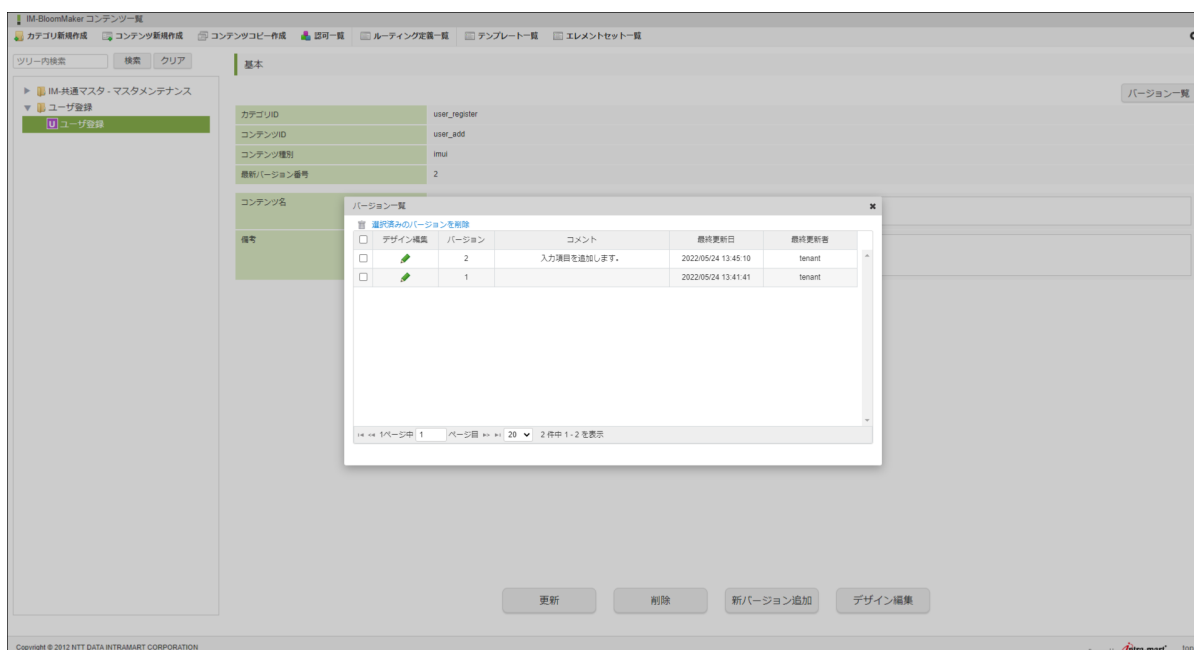 IM-BloomMaker コンテンツ一覧
カテゴリ新規作成 コンテンツ新規作成 コンテンツコピー作成 認可一覧 ルーティング定義一覧 テンプレート一覧 エレメントセット一覧
ツリー内検索 検索 クリア
基本
IM-共通マスタ - マスタメンテナンス
バージョン一覧
ユーザ登録
U ユーザ登録
カテゴリID user_register
コンテンツID user_add
コンテンツ種別 imui
最新バージョン番号 2
コンテンツ名
備考
バージョン一覧
選択済みのバージョンを削除
デザイン編集 バージョン コメント 最終更新日 最終更新者
2 入力項目を追加します。 2022/05/24 13:45:10 tenant
1 2022/05/24 13:41:41 tenant
1ページ中 1 ページ目 20 2 件中 1 - 2 を表示
更新 削除 新バージョン追加 デザイン編集
Copyright © 2012 NTT DATA INTRAMART CORPORATION
intra-mart top